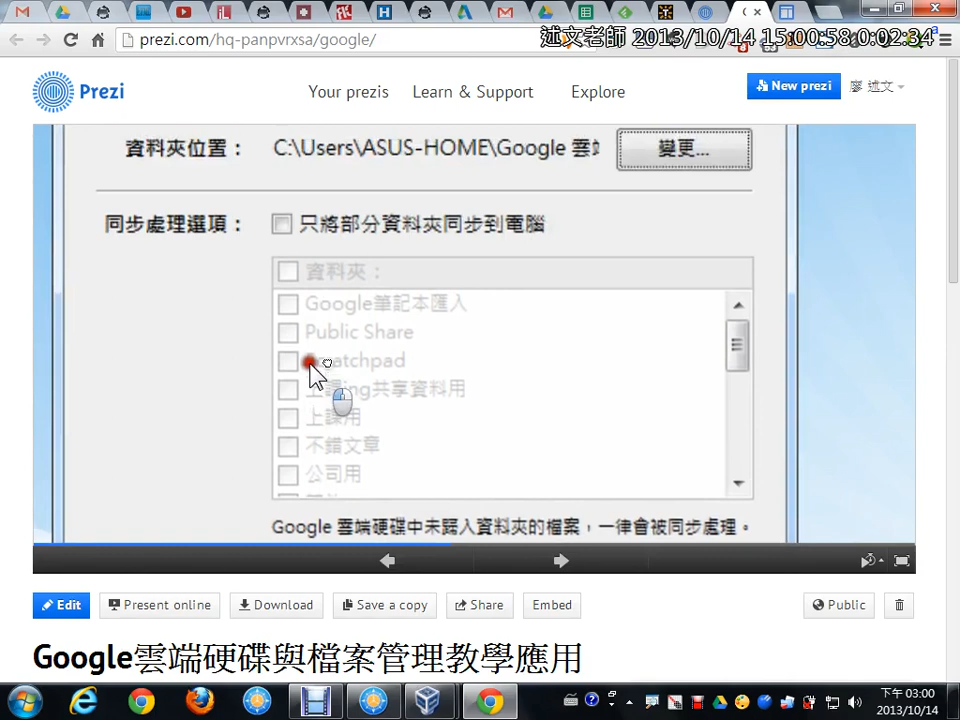 prezi.com/hq-panpvrxsa/google/
述文老師 2013/10/14 15:00:58 0:02:34
Prezi
Your prezis
Learn & Support
Explore
New prezi
廖 述文
資料夾位置：
C:\Users\ASUS-HOME\Google 雲端
變更...
同步處理選項：
只將部分資料夾同步到電腦
資料夾：
Google筆記本匯入
Public Share
atchpad
ing共享資料用
上課用
不錯文章
公司用
Google 雲端硬碟中未歸入資料夾的檔案，一律會被同步處理。
Edit
Present online
Download
Save a copy
Share
Embed
Public
Google雲端硬碟與檔案管理教學應用
下午 03:00
2013/10/14